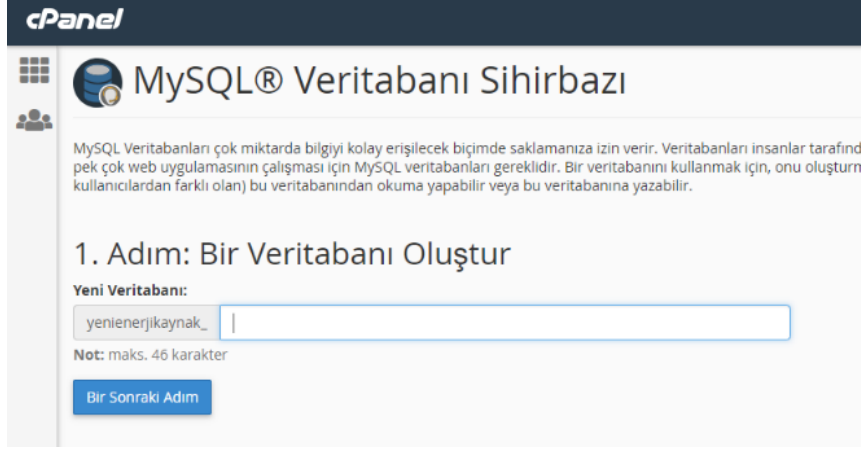 cPanel
MySQL® Veritabanı Sihirbazı
MySQL Veritabanları çok miktarda bilgiyi kolay erişilecek biçimde saklamanıza izin verir. Veritabanları insanlar tarafınd
pek çok web uygulamasının çalışması için MySQL veritabanları gereklidir. Bir veritabanını kullanmak için, onu oluşturm
kullanıcılardan farklı olan) bu veritabanından okuma yapabilir veya bu veritabanına yazabilir.
1. Adım: Bir Veritabanı Oluştur
Yeni Veritabanı:
yenienerjikaynak_
Not: maks. 46 karakter
Bir Sonraki Adım